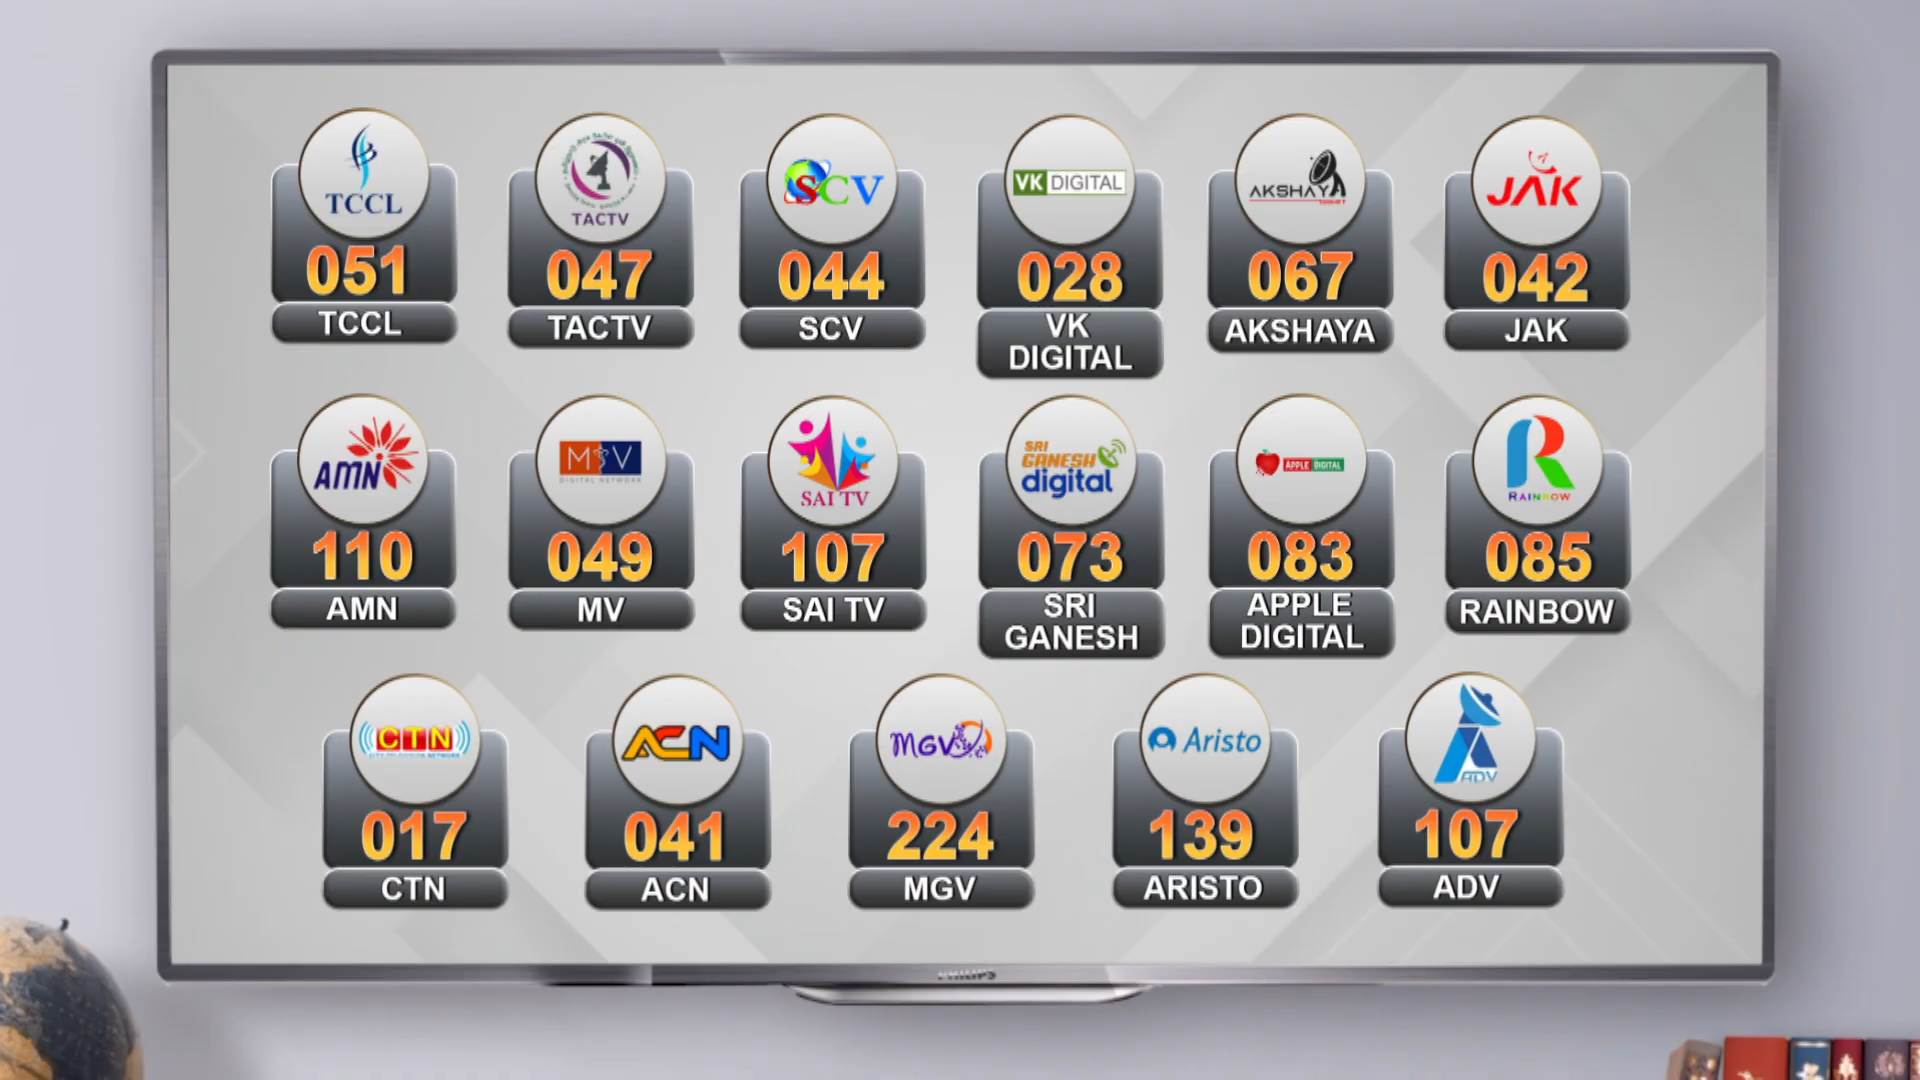 TCCL
TACTV
SCV
VK DIGITAL
AKSHAYA
JAK
051
047
044
028
067
042
TCCL
TACTV
SCV
VK
DIGITAL
AKSHAYA
JAK
AMN
MV
DIGITAL NETWORK
SAI TV
SRI
GANESH
digital
APPLE DIGITAL
RAINBOW
110
049
107
073
083
085
AMN
MV
SAI TV
SRI
GANESH
APPLE
DIGITAL
RAINBOW
CTN
ACN
MGV
Aristo
ADV
017
041
224
139
107
CTN
ACN
MGV
ARISTO
ADV
PHILIPS